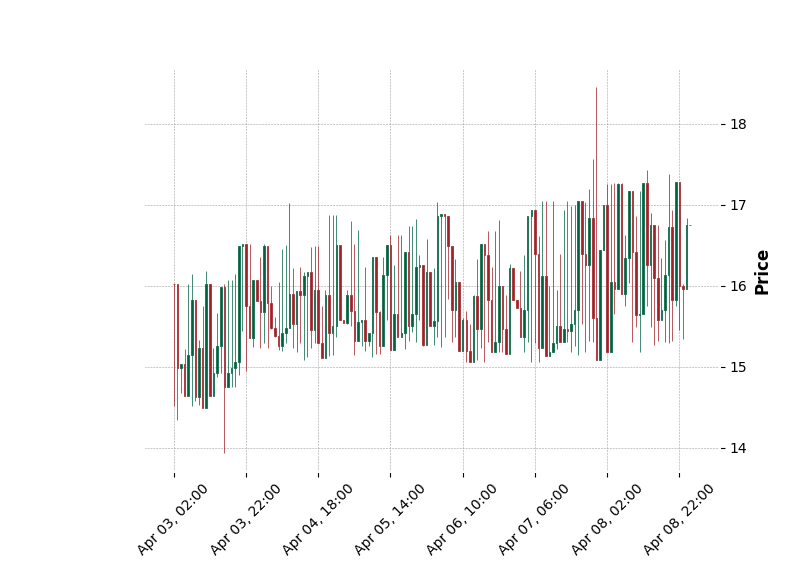 18
17
16
15
14
Price
Apr 03, 02:00
Apr 03, 22:00
Apr 04, 18:00
Apr 05, 14:00
Apr 06, 10:00
Apr 07, 06:00
Apr 08, 02:00
Apr 08, 22:00